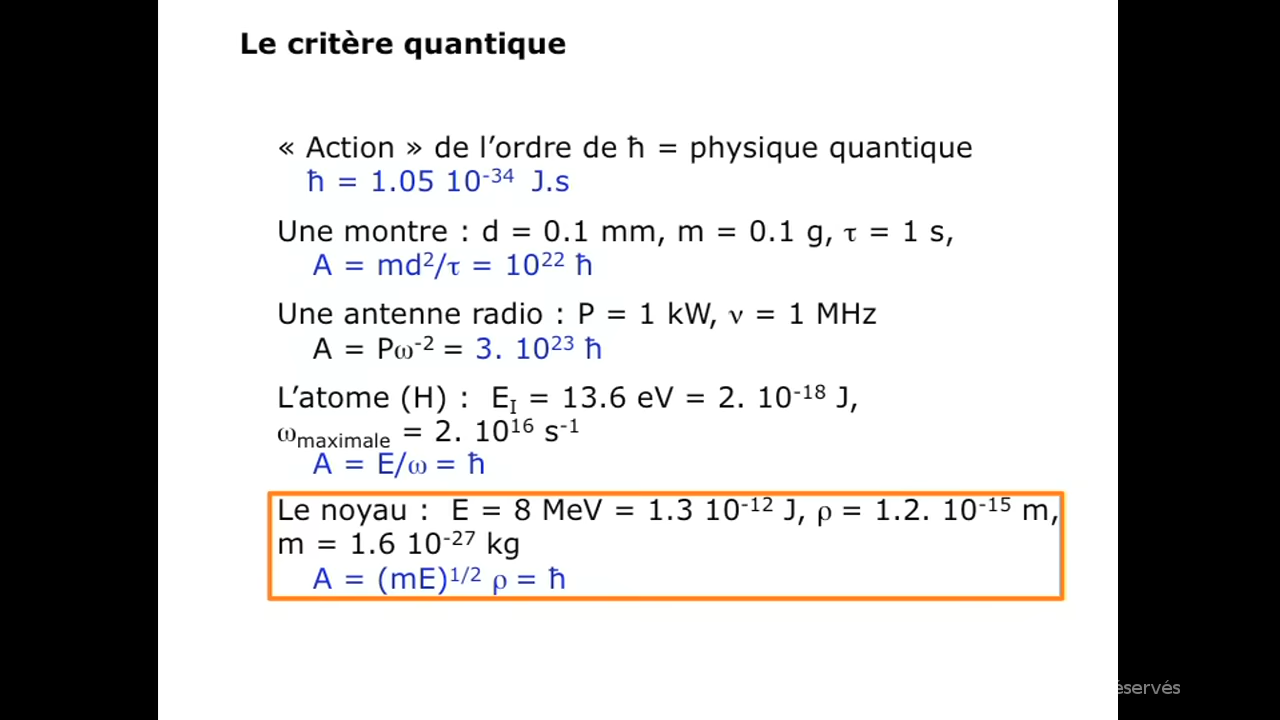 Le critère quantique
« Action » de l’ordre de ħ = physique quantique
ħ = 1.05 10⁻³⁴ J.s
Une montre : d = 0.1 mm, m = 0.1 g, τ = 1 s,
A = md²/τ = 10²² ħ
Une antenne radio : P = 1 kW, ν = 1 MHz
A = Pω⁻² = 3. 10²³ ħ
L’atome (H) : E_I = 13.6 eV = 2. 10⁻¹⁸ J,
ω_maximale = 2. 10¹⁶ s⁻¹
A = E/ω = ħ
Le noyau : E = 8 MeV = 1.3 10⁻¹² J, ρ = 1.2. 10⁻¹⁵ m,
m = 1.6 10⁻²⁷ kg
A = (mE)¹/² ρ = ħ